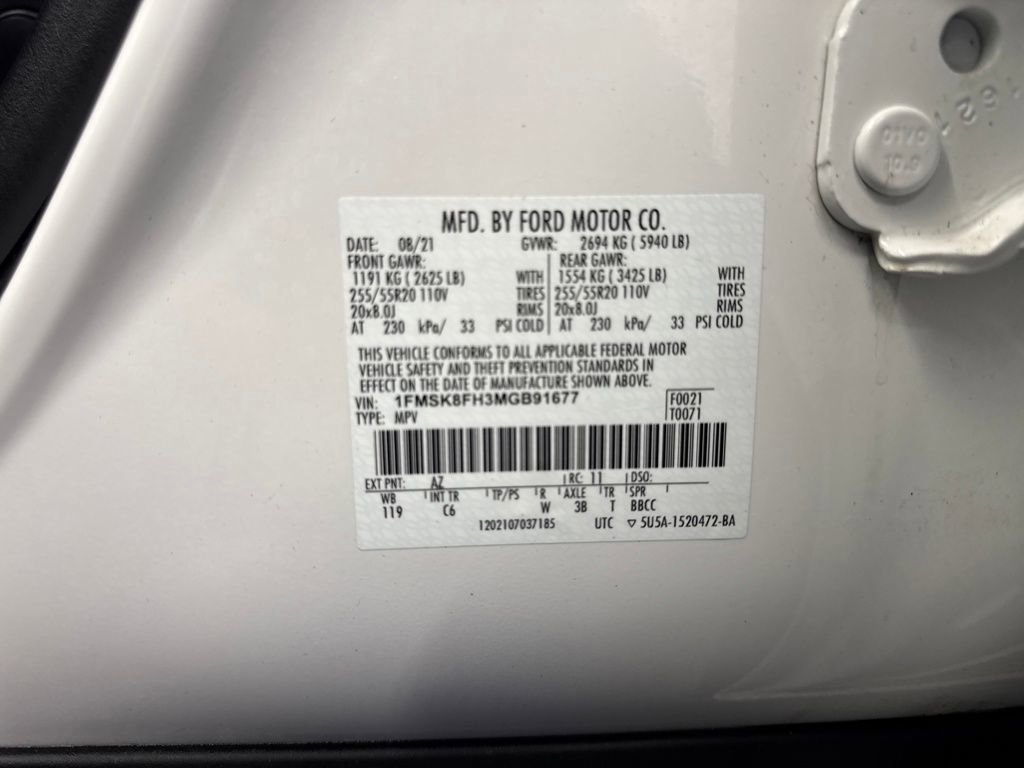 MFD. BY FORD MOTOR CO.
DATE: 08/21 GVWR: 2694 KG ( 5940 LB)
FRONT GAWR: REAR GAWR:
1191 KG ( 2625 LB) WITH 1554 KG ( 3425 LB) WITH
255/55R20 110V TIRES 255/55R20 110V TIRES
20x8.0J RIMS 20x8.0J RIMS
AT 230 kPa/ 33 PSI COLD AT 230 kPa/ 33 PSI COLD
THIS VEHICLE CONFORMS TO ALL APPLICABLE FEDERAL MOTOR
VEHICLE SAFETY AND THEFT PREVENTION STANDARDS IN
EFFECT ON THE DATE OF MANUFACTURE SHOWN ABOVE.
VIN: 1FMSK8FH3MGB91677 F0021
TYPE: MPV T0071
EXT PNT: AZ RC: 11 DSO:
WB INT TR TP/PS R AXLE TR SPR
119 C6 W 3B T BBCC
1202107037185 UTC ▽ 5U5A-1520472-BA
10.9